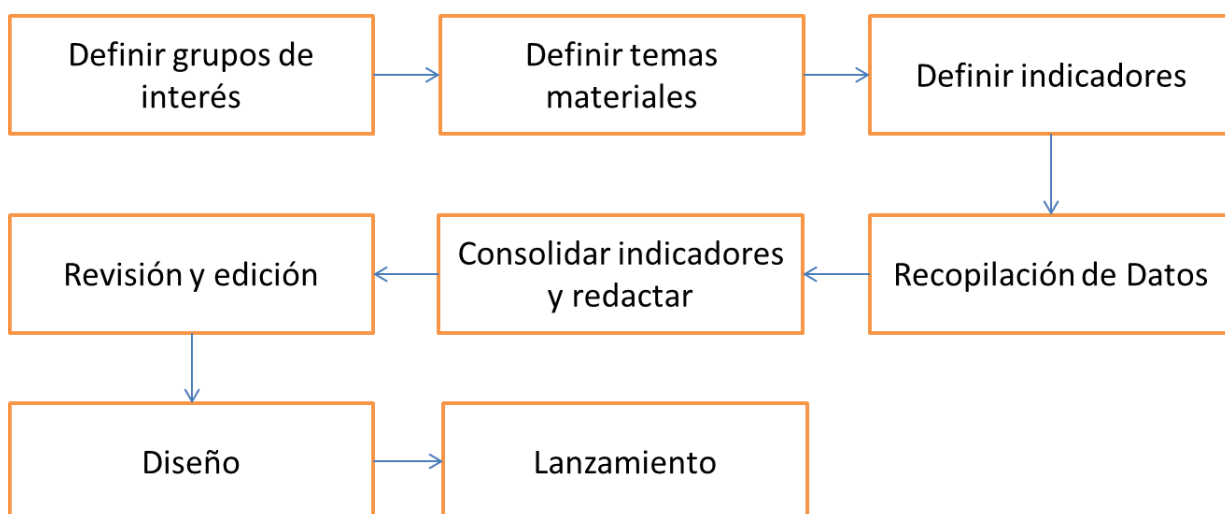 Definir grupos de
interés
Definir temas
materiales
Definir indicadores
Recopilación de Datos
Consolidar indicadores
y redactar
Revisión y edición
Diseño
Lanzamiento